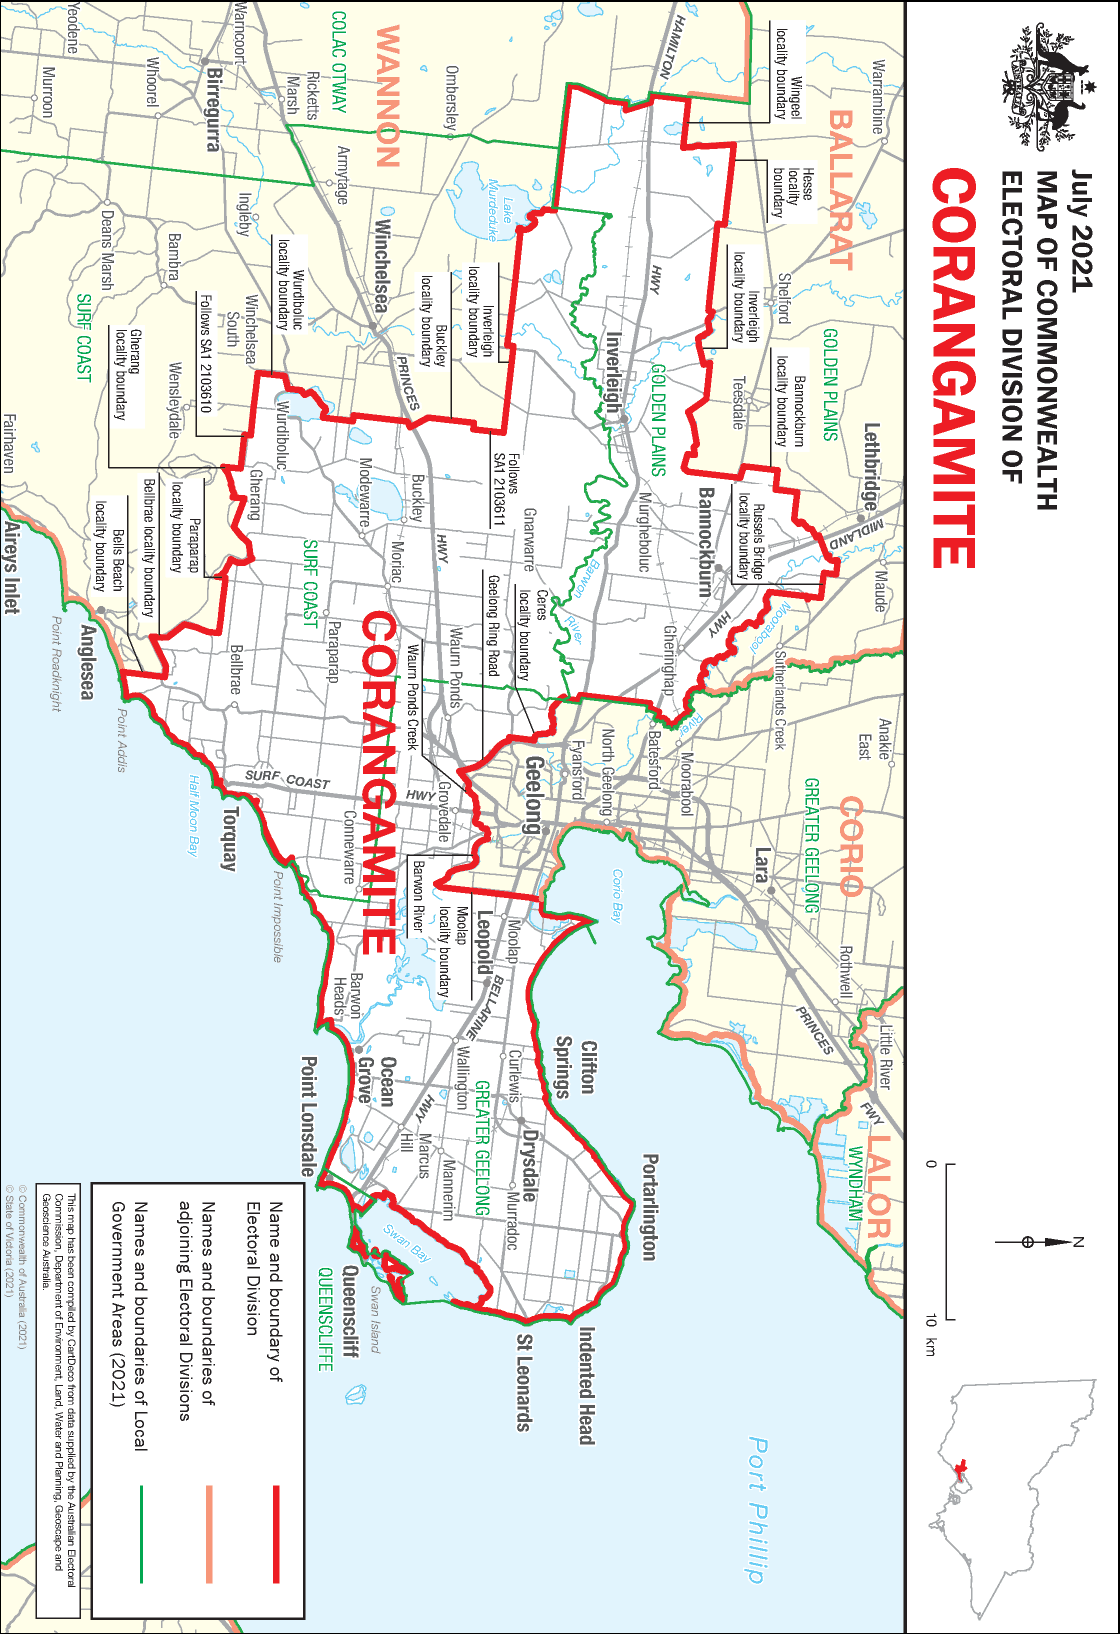 July 2021
MAP OF COMMONWEALTH
ELECTORAL DIVISION OF
CORANGAMITE
0
10 km
N
WANNON
BALLARAT
CORIO
LALOR
CORANGAMITE
COLAC OTWAY
SURF COAST
GOLDEN PLAINS
GOLDEN PLAINS
SURF COAST
GREATER GEELONG
GREATER GEELONG
WYNDHAM
QUEENSCLIFFE
Warrambine
Wingeel
locality boundary
Hesse
locality
boundary
Inverleigh
locality boundary
Bannockburn
locality boundary
Russels Bridge
locality boundary
Shelford
Teesdale
Lethbridge
Maude
Bannockburn
Sutherlands Creek
Anakie
East
Lara
Rothwell
Little River
HAMILTON
HWY
MIDLAND
HWY
PRINCES
FWY
Moorabool
River
Batesford
Moorabool
North Geelong
Fyansford
Geelong
Corio Bay
Inverleigh
Murgheboluc
Gheringhap
Barwon
River
Gnarwarre
Follows
SA1 2103611
Ceres
locality boundary
Geelong Ring Road
Waurn Ponds
Waurn Ponds Creek
Ombersley
Lake
Murdeduke
Inverleigh
locality boundary
Buckley
locality boundary
Ricketts
Marsh
Armytage
Winchelsea
PRINCES
HWY
Buckley
Modewarre
Moriac
Paraparap
Wurdiboluc
Warncoort
Birregurra
Yeodene
Whoorel
Murroon
Ingleby
Bambra
Deans Marsh
Winchelsea
South
Wensleydale
Wurdiboluc
locality boundary
Follows SA1 2103610
Gherang
locality boundary
Gherang
Paraparap
locality boundary
Bellbrae locality boundary
Bells Beach
locality boundary
Bellbrae
Fairhaven
Aireys Inlet
Anglesea
Point Roadknight
Point Addis
Half Moon Bay
Torquay
Point Impossible
SURF COAST
HWY
Grovedale
Connewarre
Barwon River
Moolap
locality boundary
Moolap
Leopold
BELLARINE
HWY
Barwon
Heads
Ocean
Grove
Point Lonsdale
Wallington
Curlewis
Clifton
Springs
Drysdale
Marcus
Hill
Mannerim
Murradoc
Portarlington
Indented Head
St Leonards
Swan Bay
Swan Island
Queenscliff
Port Phillip
Name and boundary of
Electoral Division
Names and boundaries of
adjoining Electoral Divisions
Names and boundaries of Local
Government Areas (2021)
This map has been compiled by CartDeco from data supplied by the Australian Electoral
Commission, Department of Environment, Land, Water and Planning, Geoscape and
Geoscience Australia.
© Commonwealth of Australia (2021)
© State of Victoria (2021)